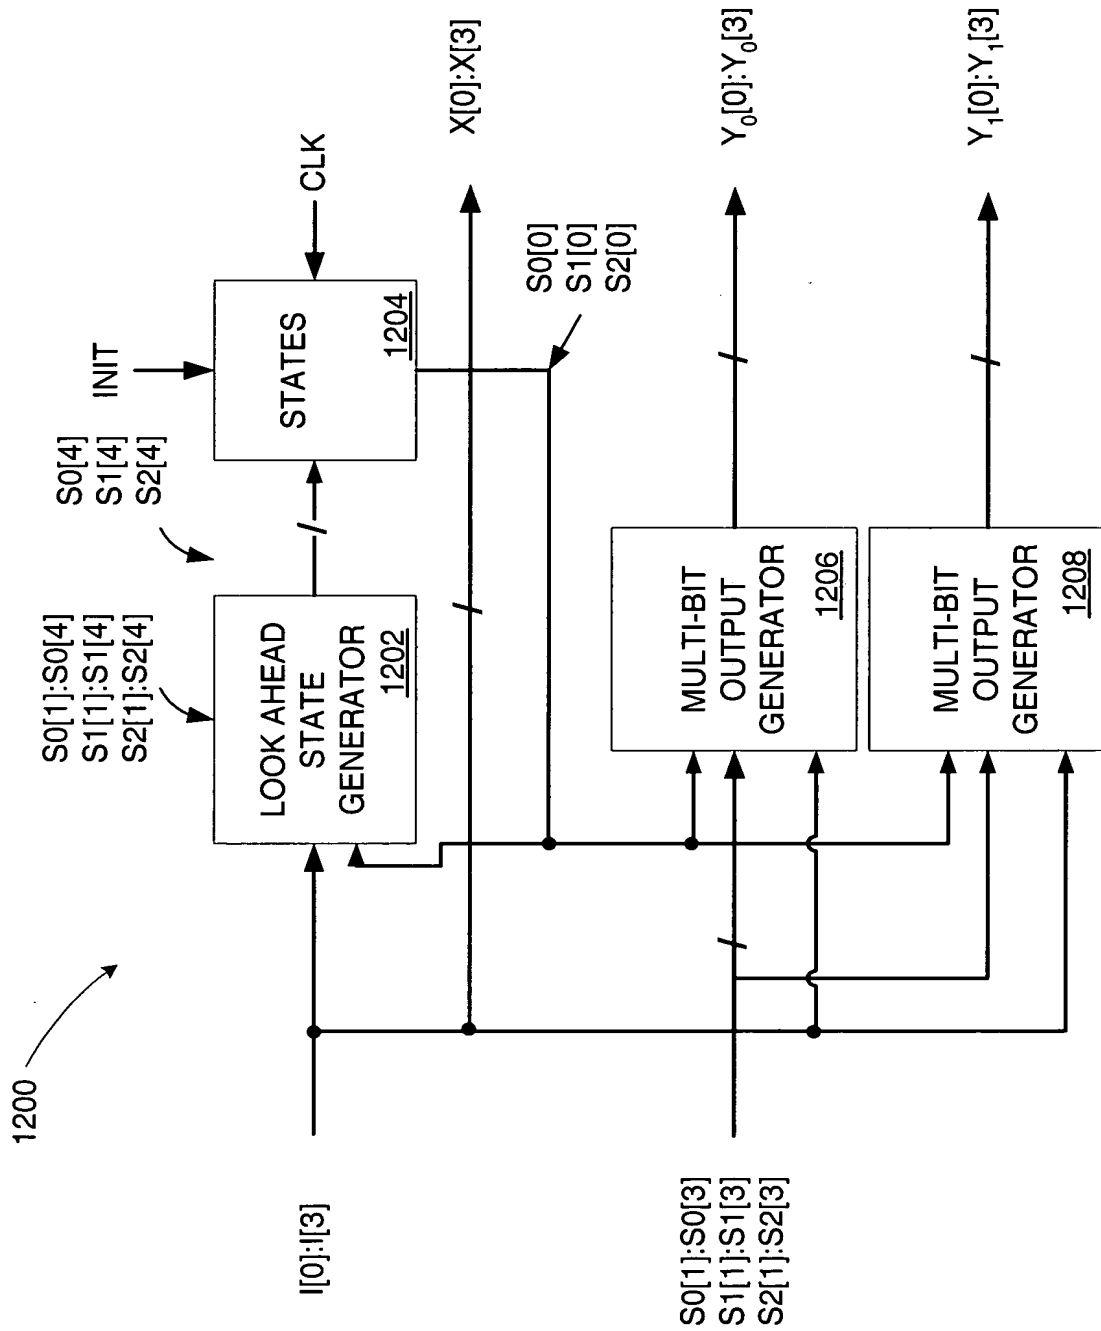 1200
I[0]:I[3]
S0[1]:S0[4]
S1[1]:S1[4]
S2[1]:S2[4]
LOOK AHEAD
STATE
GENERATOR
1202
S0[4]
S1[4]
S2[4]
INIT
STATES
1204
CLK
X[0]:X[3]
S0[0]
S1[0]
S2[0]
S0[1]:S0[3]
S1[1]:S1[3]
S2[1]:S2[3]
MULTI-BIT
OUTPUT
GENERATOR
1206
Y₀[0]:Y₀[3]
MULTI-BIT
OUTPUT
GENERATOR
1208
Y₁[0]:Y₁[3]